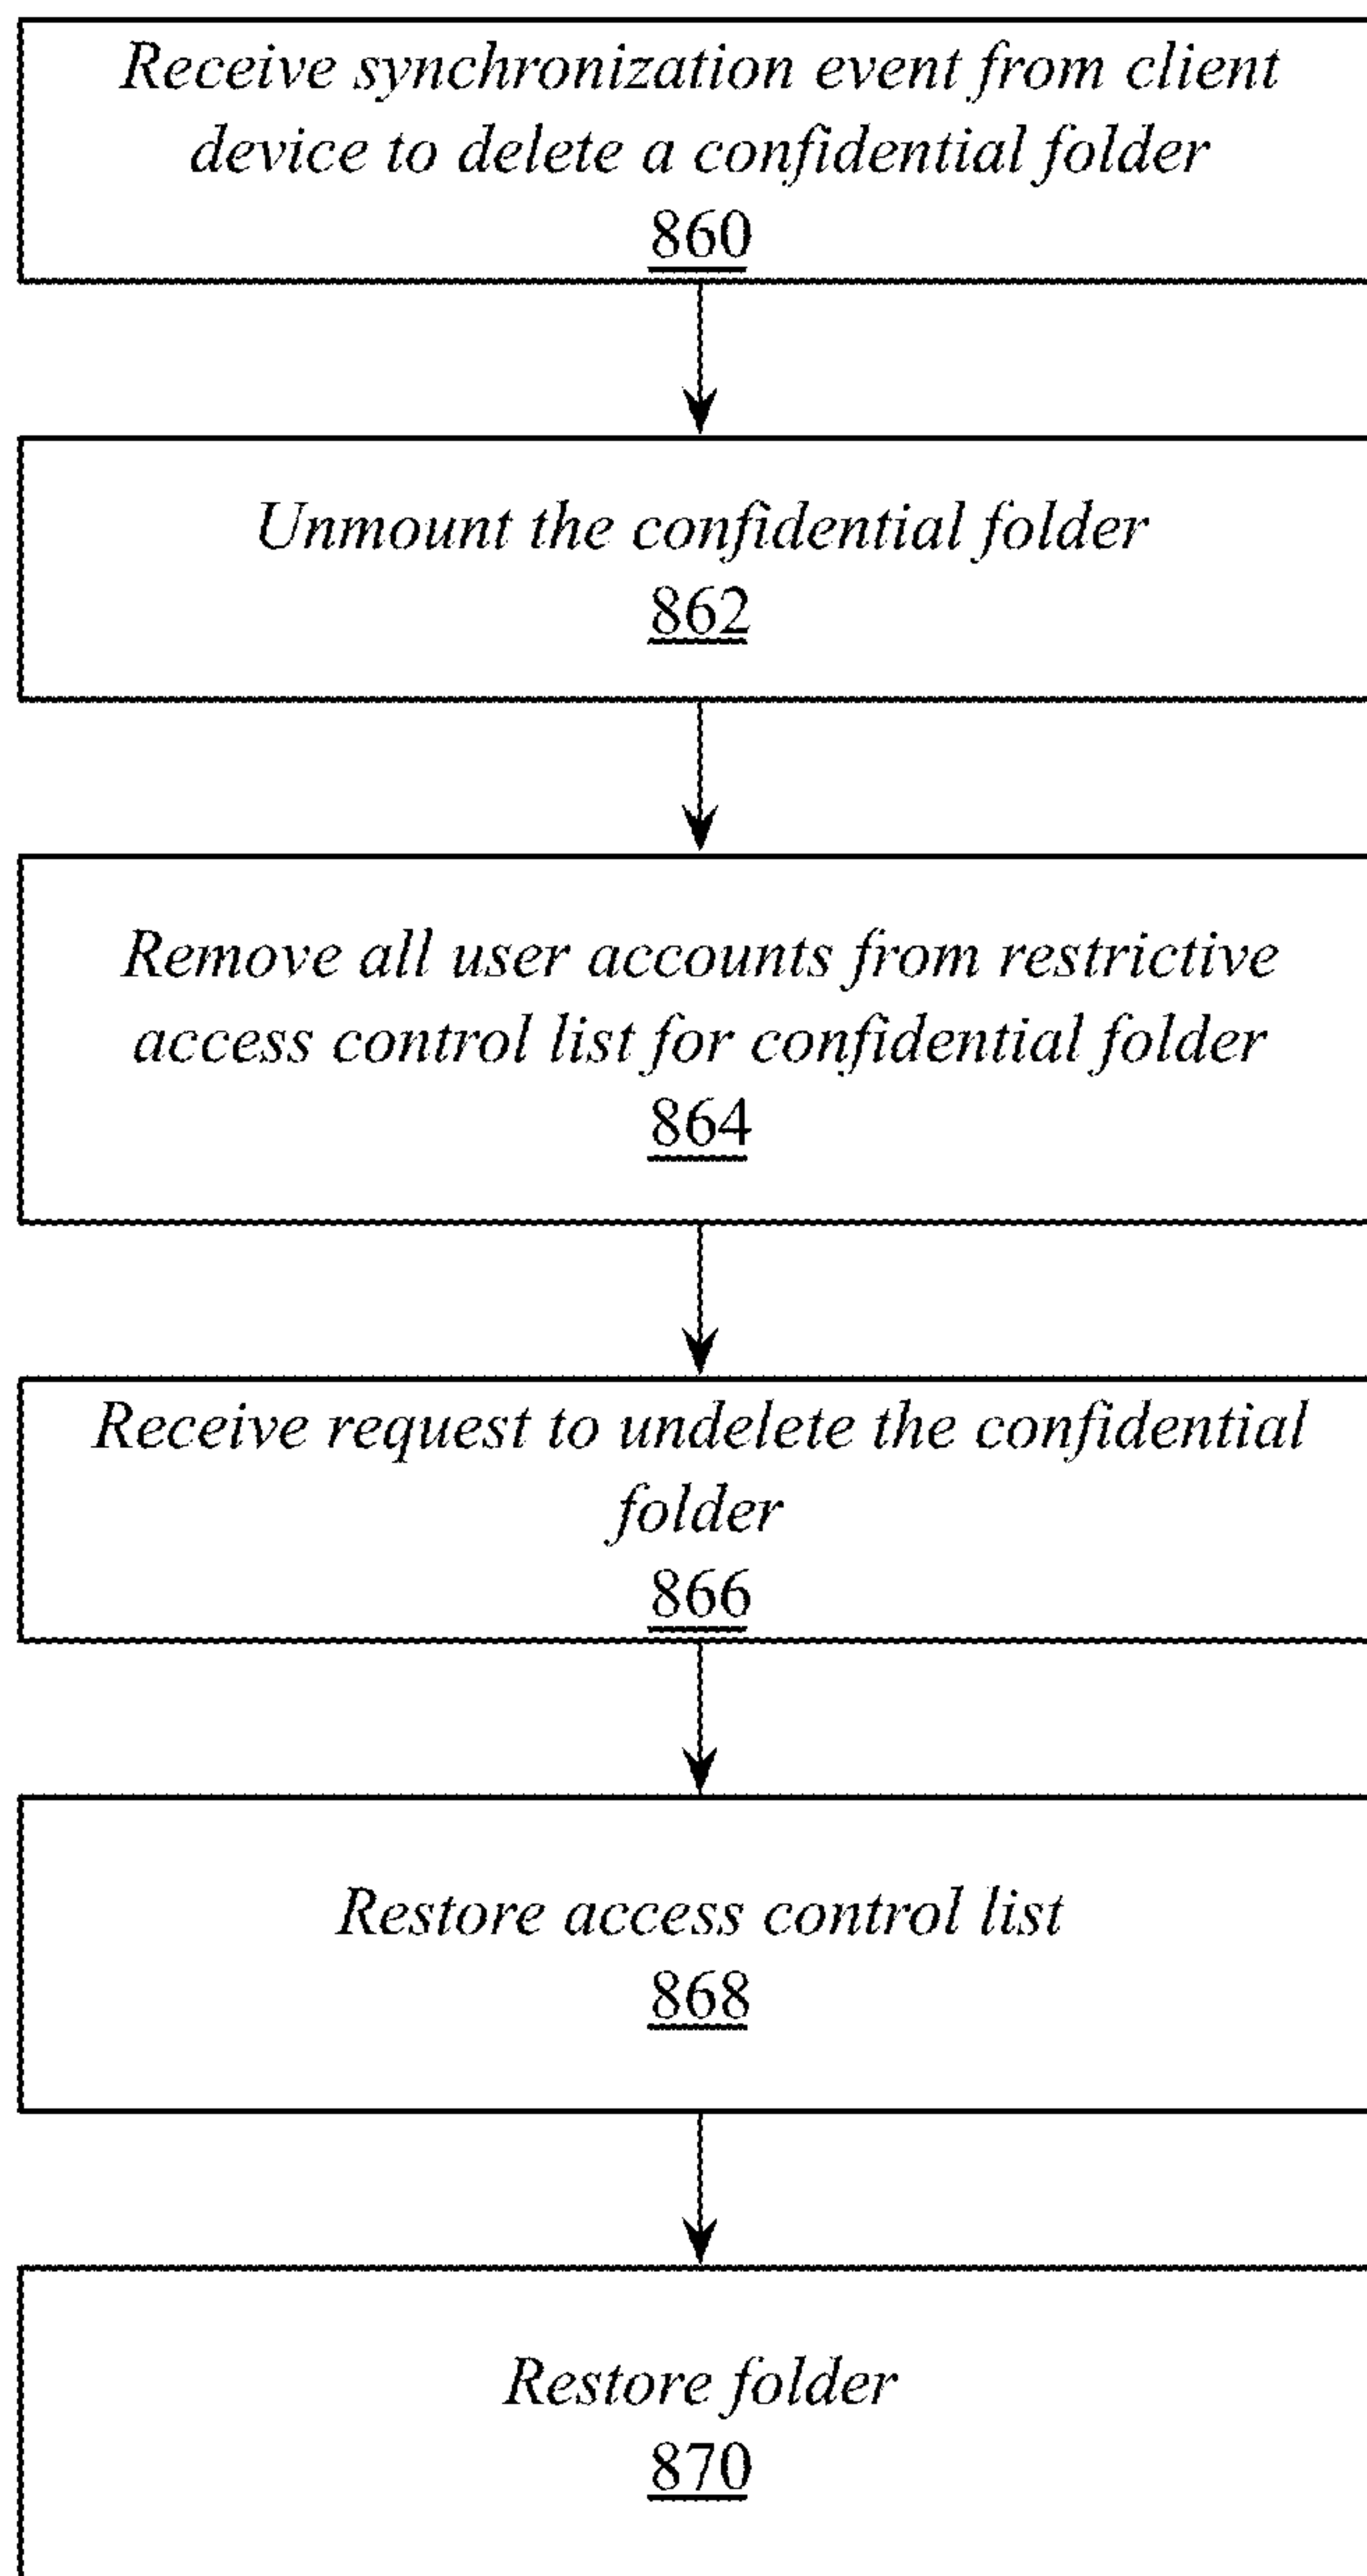 Receive synchronization event from client
device to delete a confidential folder
860
Unmount the confidential folder
862
Remove all user accounts from restrictive
access control list for confidential folder
864
Receive request to undelete the confidential
folder
866
Restore access control list
868
Restore folder
870